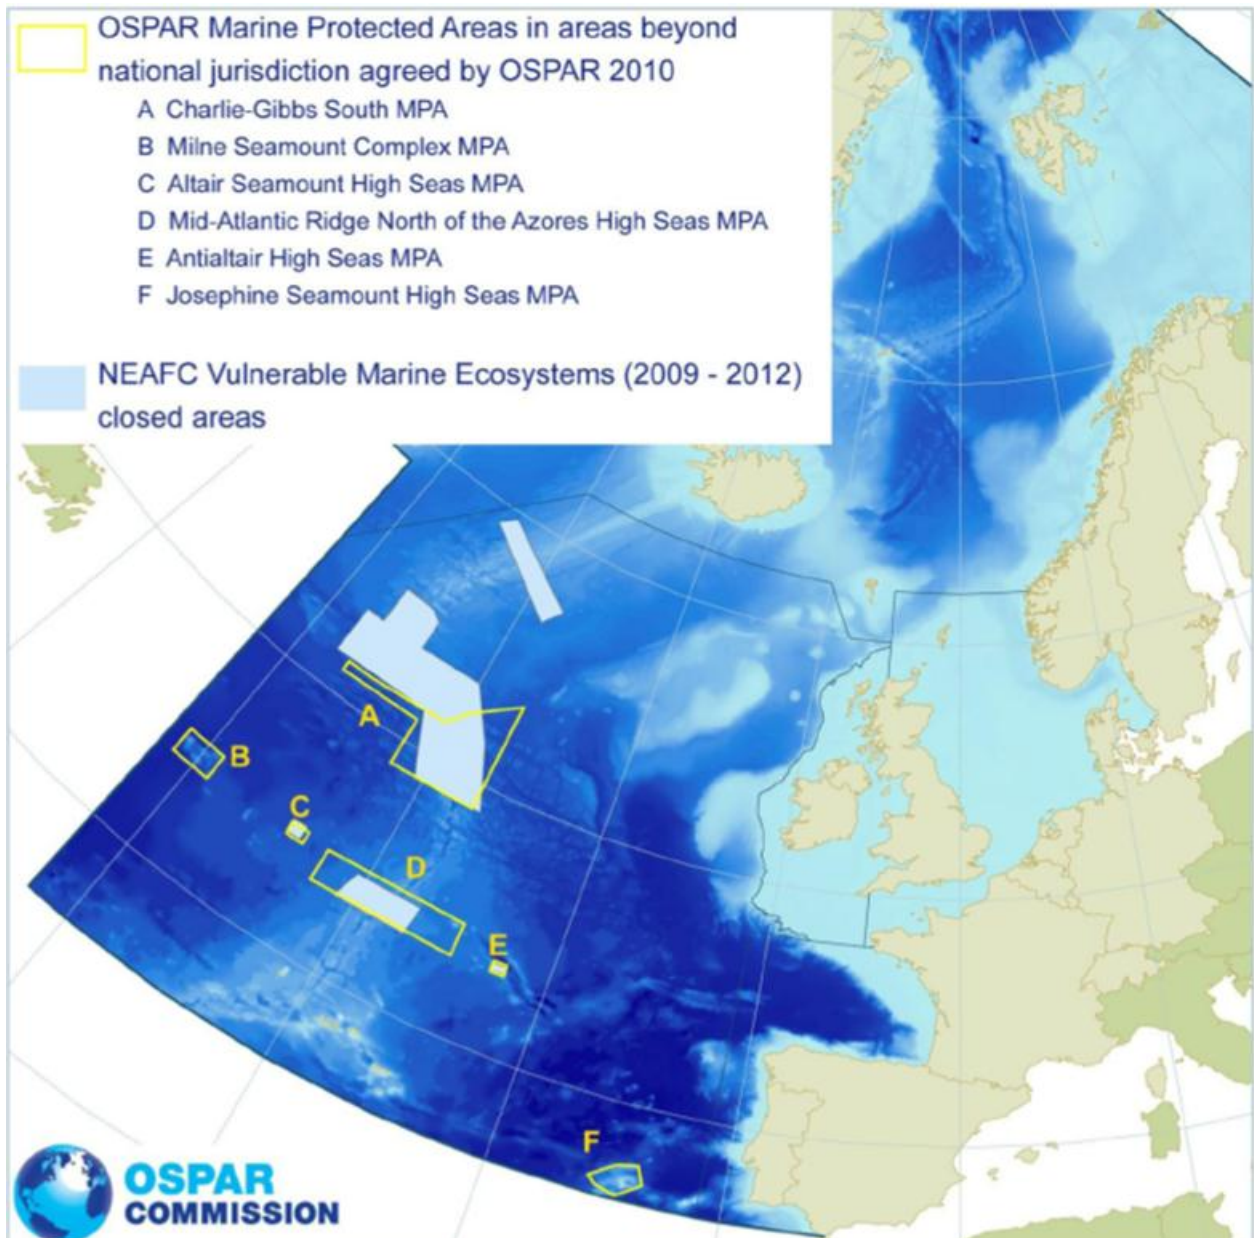 OSPAR Marine Protected Areas in areas beyond
national jurisdiction agreed by OSPAR 2010
A Charlie-Gibbs South MPA
B Milne Seamount Complex MPA
C Altair Seamount High Seas MPA
D Mid-Atlantic Ridge North of the Azores High Seas MPA
E Antialtair High Seas MPA
F Josephine Seamount High Seas MPA
NEAFC Vulnerable Marine Ecosystems (2009 - 2012)
closed areas
A
B
C
D
E
F
OSPAR
COMMISSION